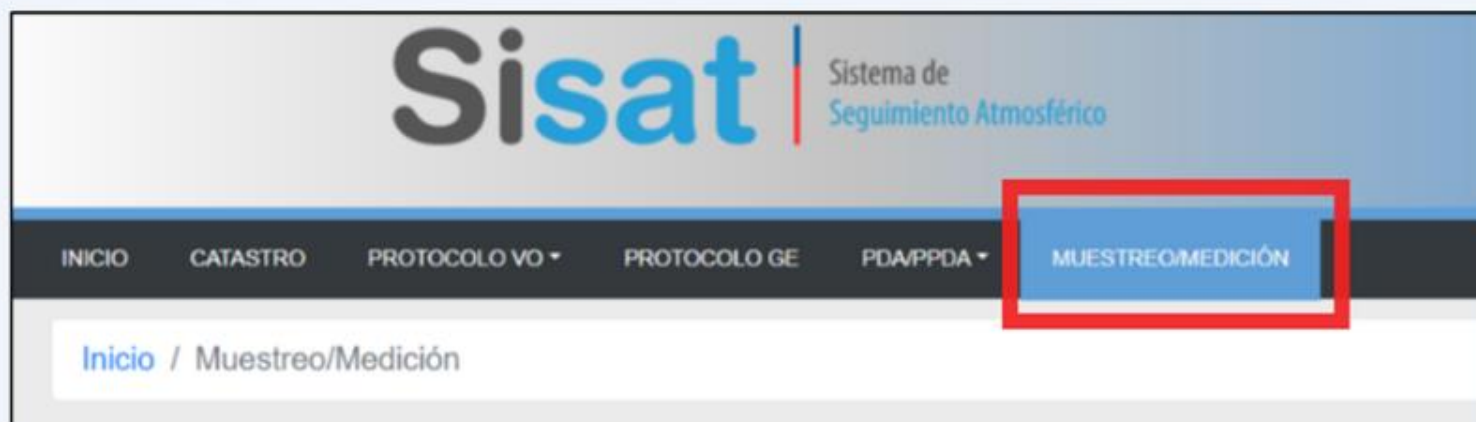 Sisat
Sistema de
Seguimiento Atmosférico
INICIO CATASTRO PROTOCOLO VO PROTOCOLO GE PDA/PPDA MUESTREO/MEDICIÓN
Inicio / Muestreo/Medición